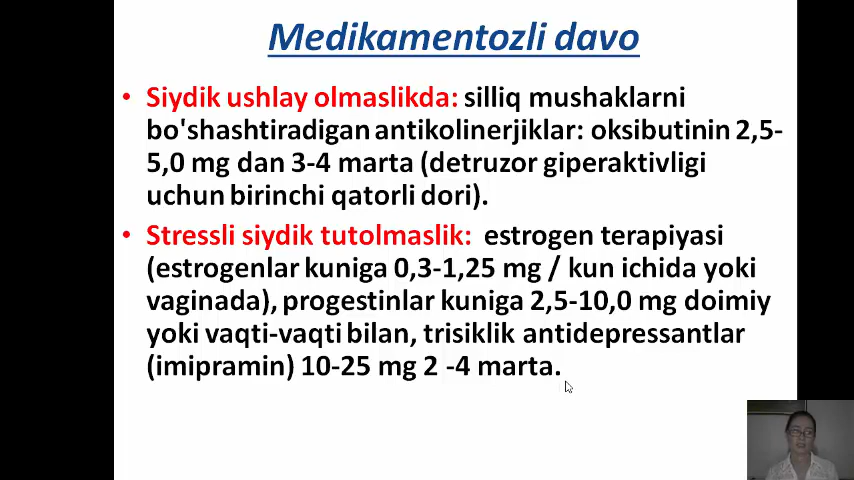 Medikamentozli davo
• Siydik ushlay olmaslikda: silliq mushaklarni
bo'shashtiradigan antikolinerjiklar: oksibutinin 2,5-
5,0 mg dan 3-4 marta (detruzor giperaktivligi
uchun birinchi qatorli dori).
• Stressli siydik tutolmaslik: estrogen terapiyasi
(estrogenlar kuniga 0,3-1,25 mg / kun ichida yoki
vaginada), progestinlar kuniga 2,5-10,0 mg doimiy
yoki vaqti-vaqti bilan, trisiklik antidepressantlar
(imipramin) 10-25 mg 2 -4 marta.